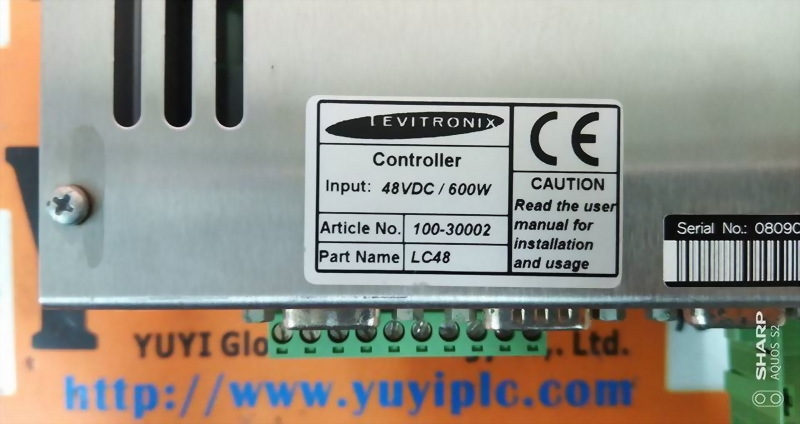 LEVITRONIX
Controller
Input: 48VDC / 600W
Article No. 100-30002
Part Name LC48
CE
CAUTION
Read the user
manual for
installation
and usage
Serial No.: 0809
SHARP
AQUOS S2
YUYI Glo
,. Ltd.
http://www.yuyiplc.com